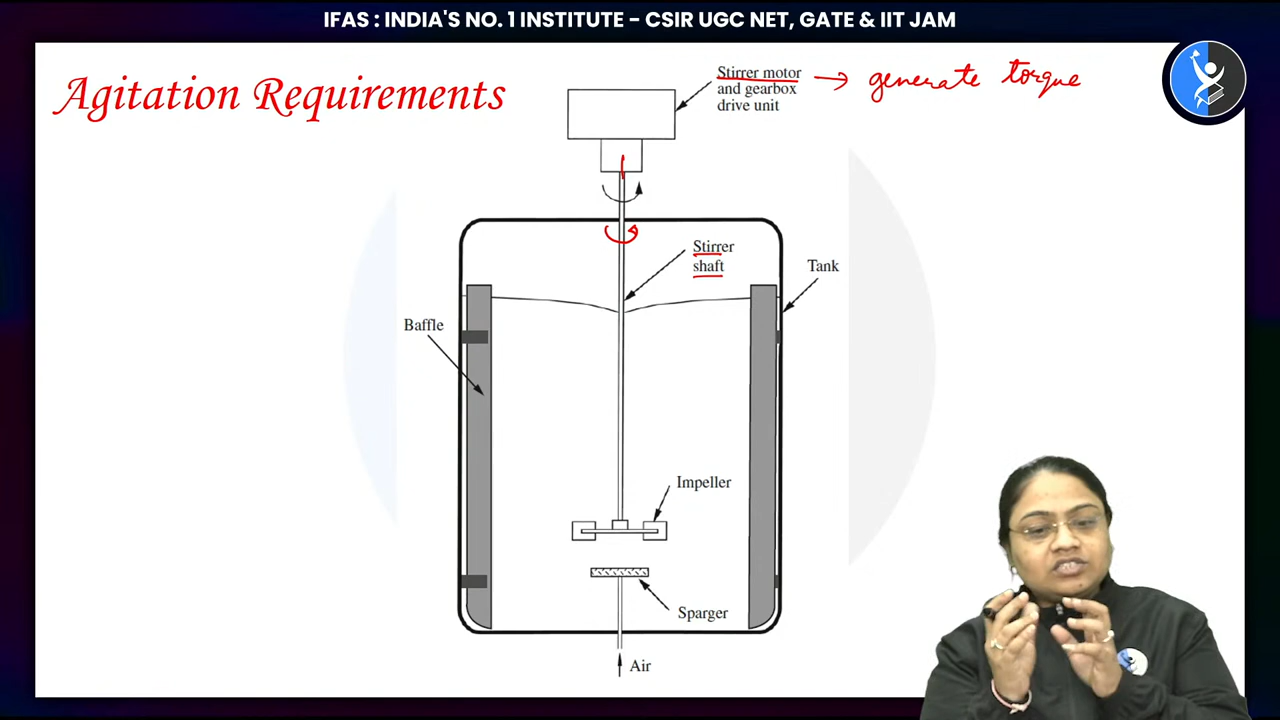 IFAS : INDIA'S NO. 1 INSTITUTE - CSIR UGC NET, GATE & IIT JAM
Agitation Requirements
Stirrer motor → generate torque
and gearbox
drive unit
Stirrer
shaft
Tank
Baffle
Impeller
Sparger
Air